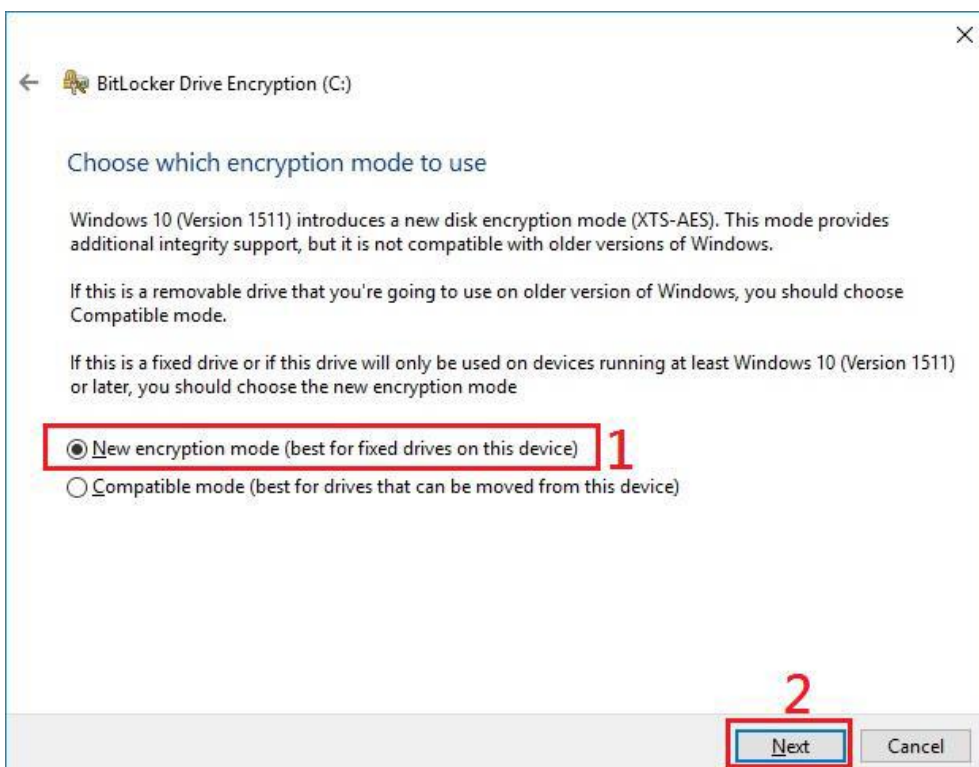 BitLocker Drive Encryption (C:)
Choose which encryption mode to use
Windows 10 (Version 1511) introduces a new disk encryption mode (XTS-AES). This mode provides
additional integrity support, but it is not compatible with older versions of Windows.
If this is a removable drive that you're going to use on older version of Windows, you should choose
Compatible mode.
If this is a fixed drive or if this drive will only be used on devices running at least Windows 10 (Version 1511)
or later, you should choose the new encryption mode
New encryption mode (best for fixed drives on this device) 1
Compatible mode (best for drives that can be moved from this device)
2
Next Cancel